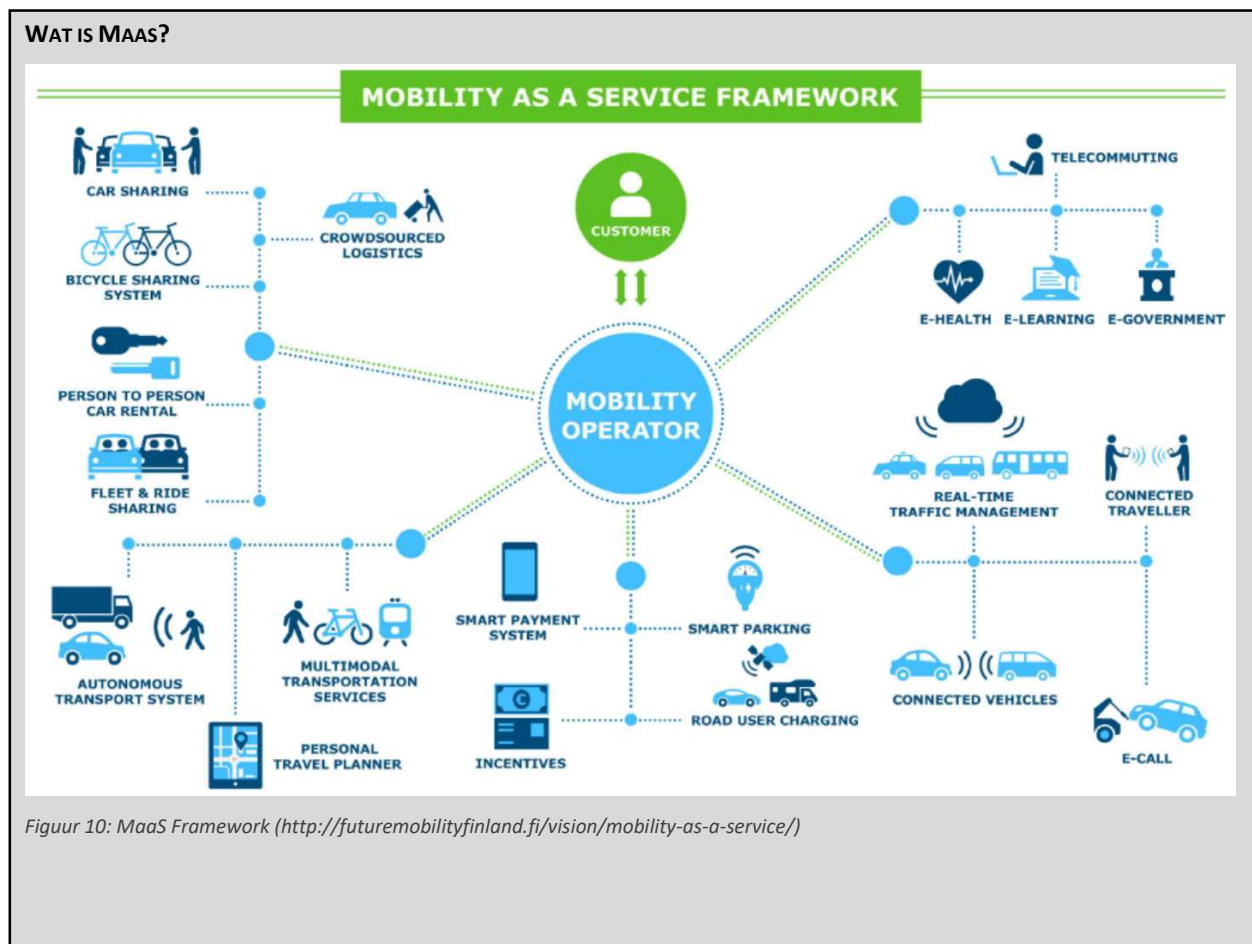 WAT IS MAAS?
MOBILITY AS A SERVICE FRAMEWORK
CAR SHARING
CROWDSOURCED
LOGISTICS
BICYCLE SHARING
SYSTEM
PERSON TO PERSON
CAR RENTAL
FLEET & RIDE
SHARING
CUSTOMER
MOBILITY
OPERATOR
TELECOMMUTING
E-HEALTH
E-LEARNING
E-GOVERNMENT
REAL-TIME
TRAFFIC MANAGEMENT
CONNECTED
TRAVELLER
AUTONOMOUS
TRANSPORT SYSTEM
MULTIMODAL
TRANSPORTATION
SERVICES
PERSONAL
TRAVEL PLANNER
SMART PAYMENT
SYSTEM
SMART PARKING
INCENTIVES
ROAD USER CHARGING
CONNECTED VEHICLES
E-CALL
Figuur 10: MaaS Framework (http://futuremobilityfinland.fi/vision/mobility-as-a-service/)